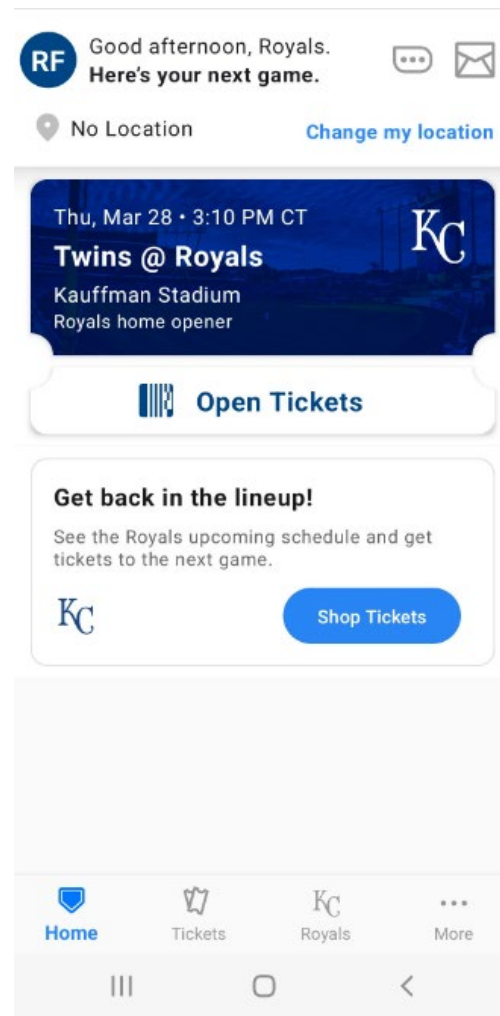 RF
Good afternoon, Royals.
Here's your next game.
No Location
Change my location
Thu, Mar 28 • 3:10 PM CT
KC
Twins @ Royals
Kauffman Stadium
Royals home opener
Open Tickets
Get back in the lineup!
See the Royals upcoming schedule and get
tickets to the next game.
KC
Shop Tickets
KC
Home
Tickets
Royals
More